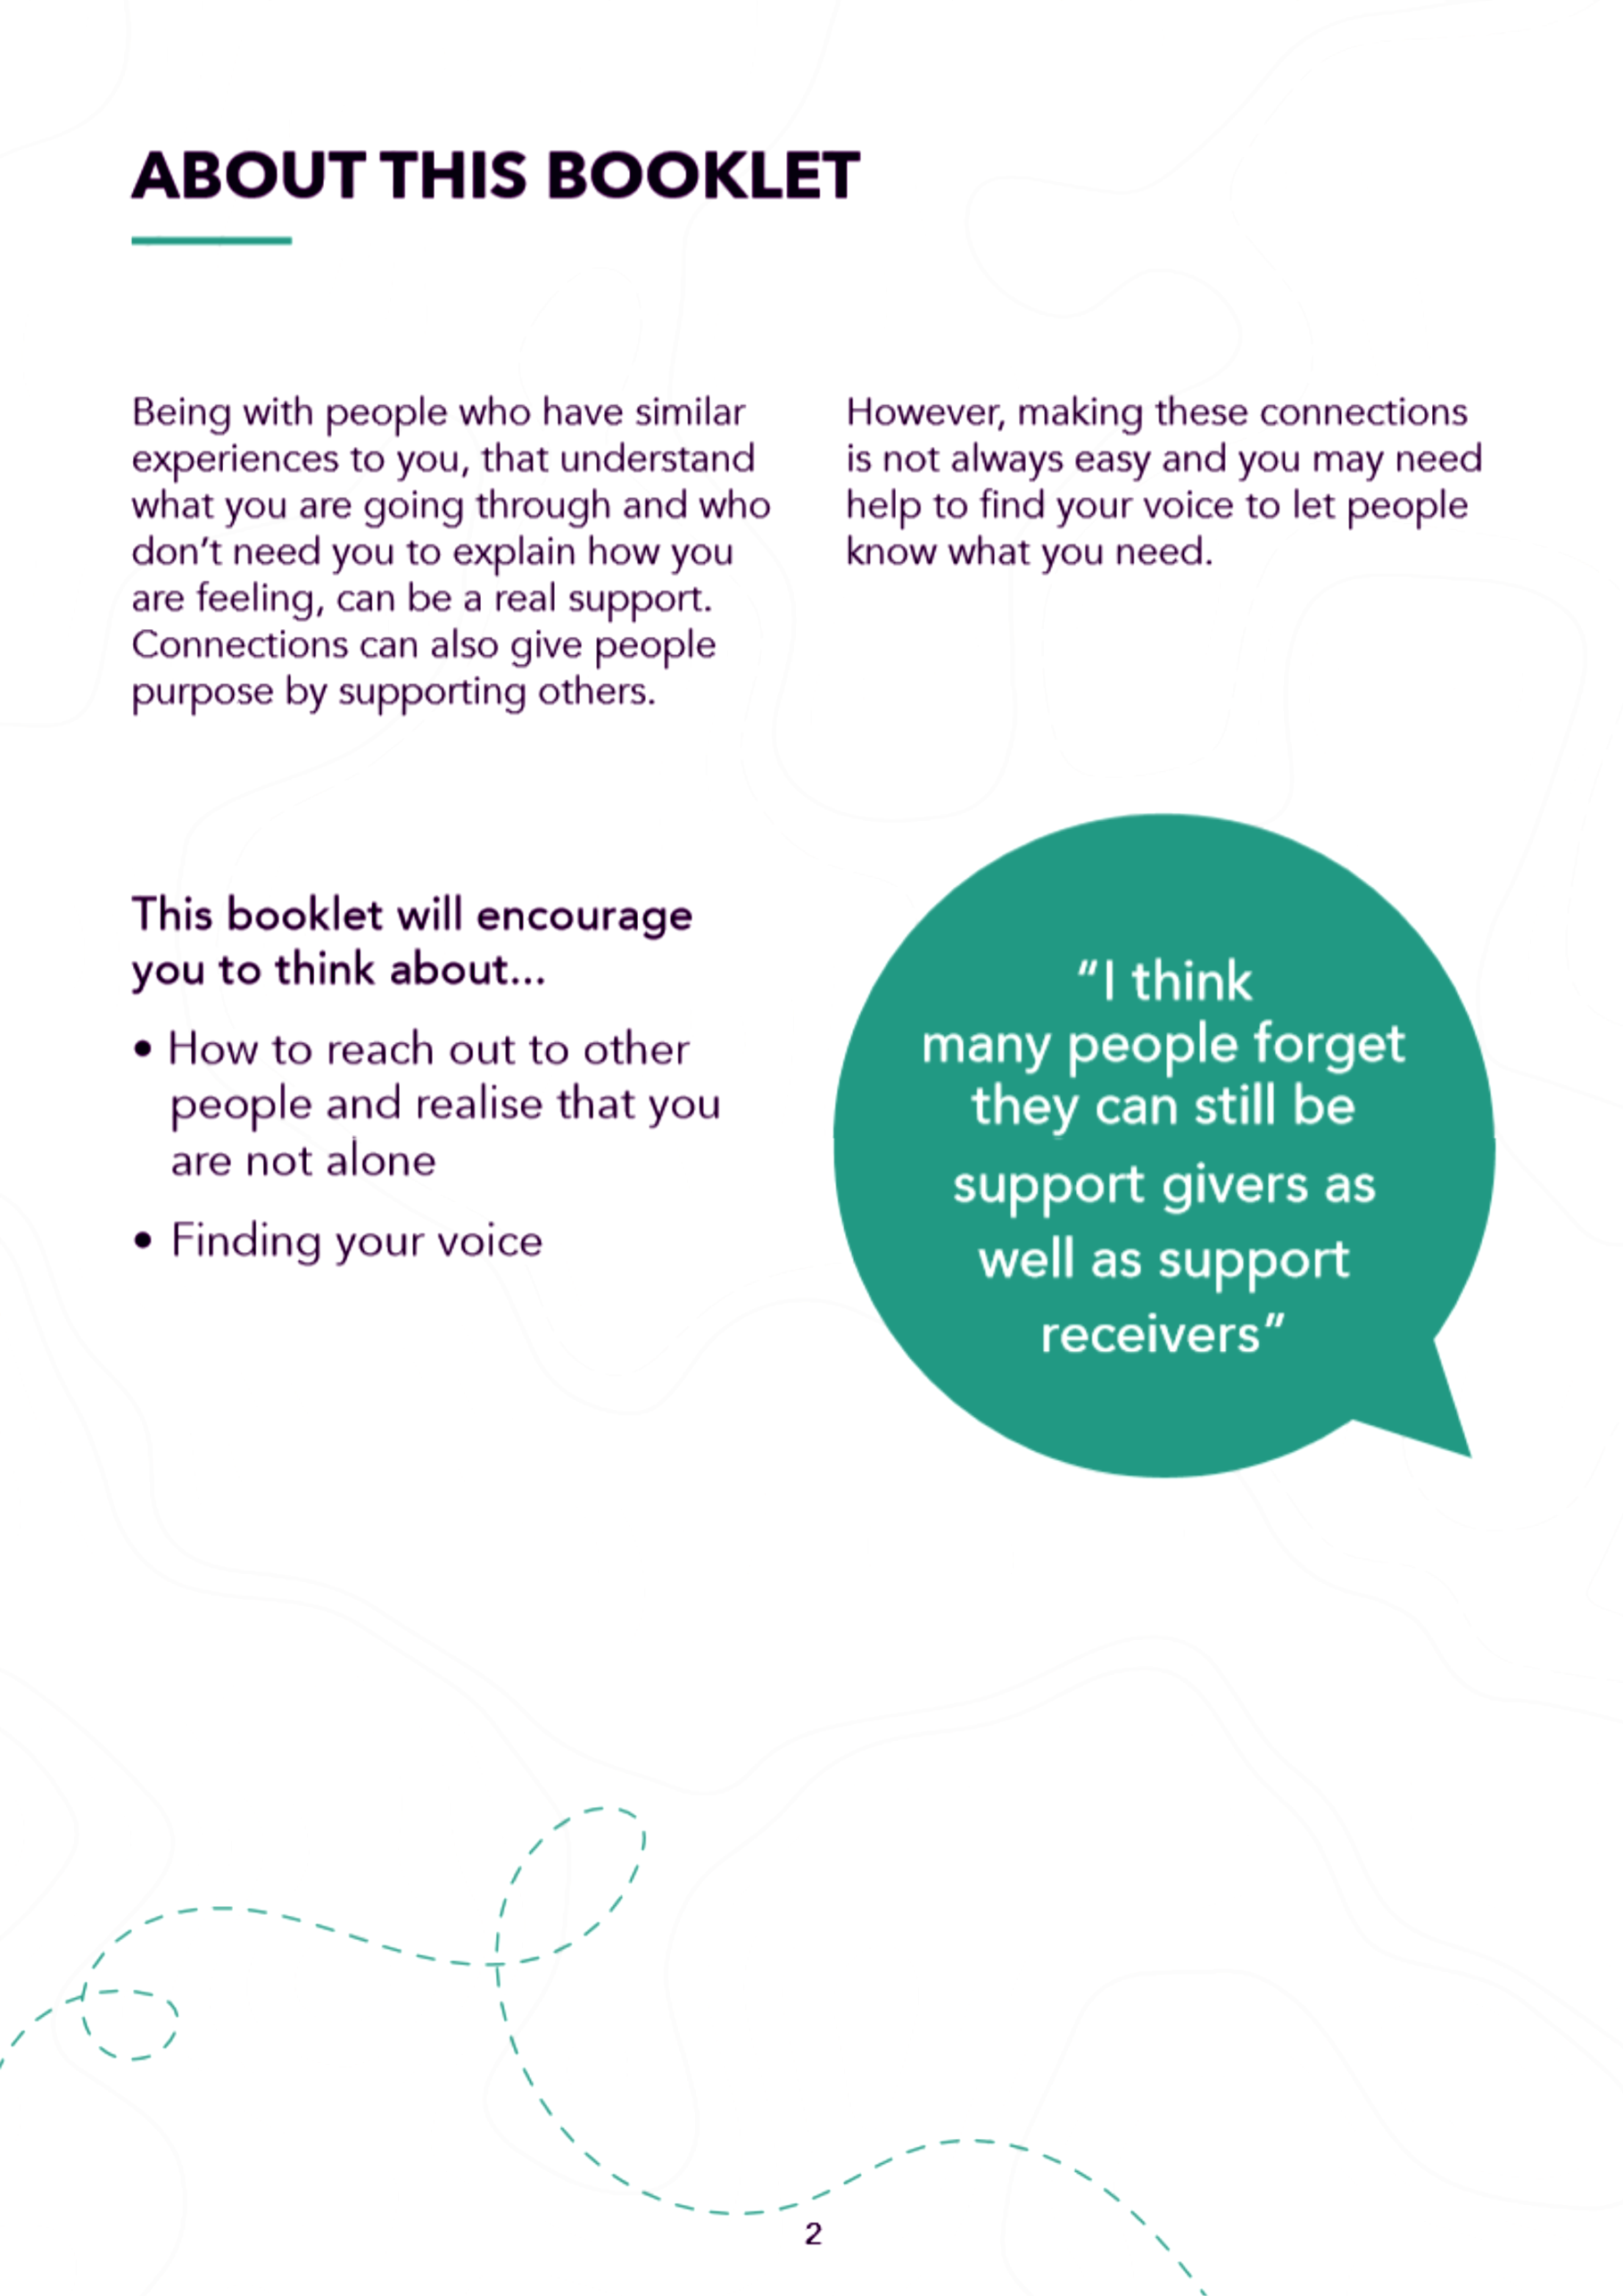 ABOUT THIS BOOKLET
Being with people who have similar
experiences to you, that understand
what you are going through and who
don’t need you to explain how you
are feeling, can be a real support.
Connections can also give people
purpose by supporting others.
However, making these connections
is not always easy and you may need
help to find your voice to let people
know what you need.
This booklet will encourage
you to think about...
• How to reach out to other
people and realise that you
are not alone
• Finding your voice
“I think
many people forget
they can still be
support givers as
well as support
receivers”
2